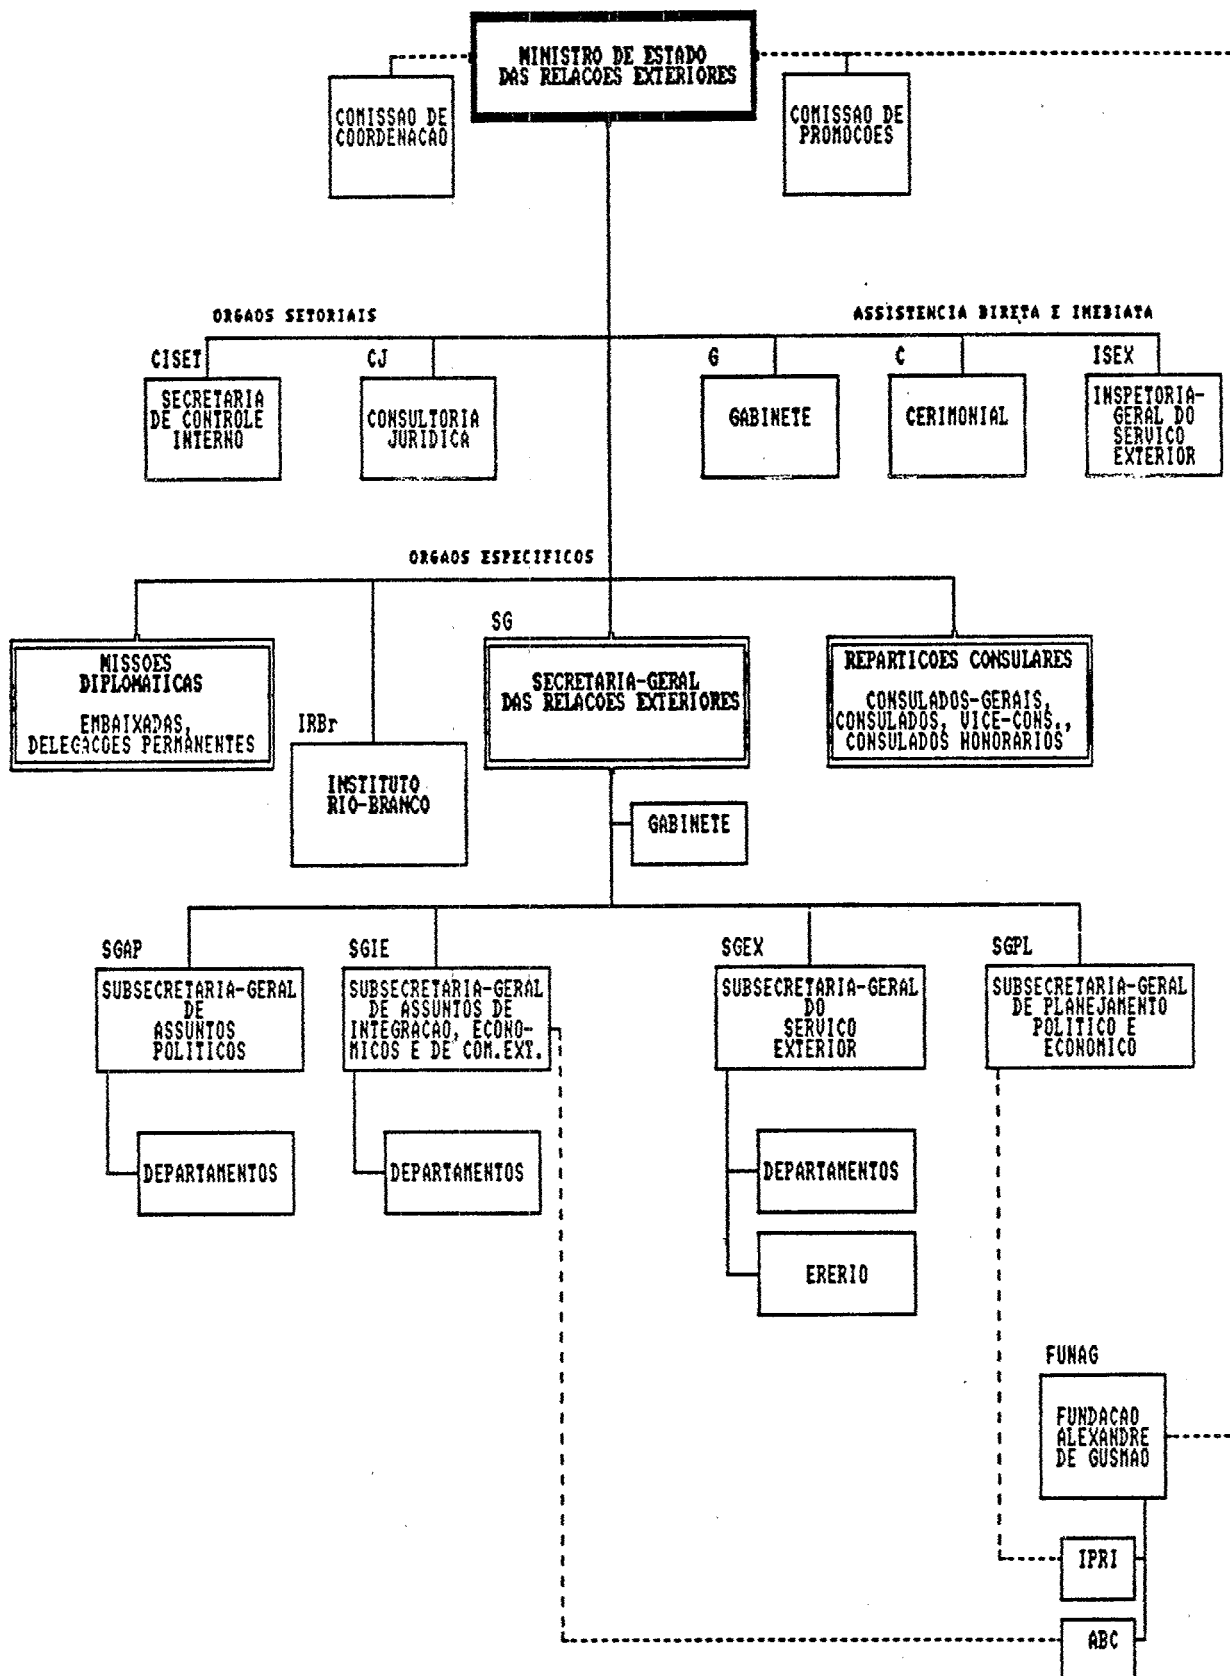 MINISTRO DE ESTADO
DAS RELACOES EXTERIORES
COMISSAO DE
COORDENACAO
COMISSAO DE
PROMOCOES
ORGAOS SETORIAIS
ASSISTENCIA DIRETA E IMEDIATA
CISET
SECRETARIA
DE CONTROLE
INTERNO
CJ
CONSULTORIA
JURIDICA
G
GABINETE
C
CERIMONIAL
ISEX
INSPETORIA-
GERAL DO
SERVICO
EXTERIOR
ORGAOS ESPECIFICOS
MISSOES
DIPLOMATICAS
EMBAIXADAS,
DELEGACOES PERMANENTES
IRBr
INSTITUTO
RIO-BRANCO
SG
SECRETARIA-GERAL
DAS RELACOES EXTERIORES
REPARTICOES CONSULARES
CONSULADOS-GERAIS,
CONSULADOS, VICE-CONS.,
CONSULADOS HONORARIOS
GABINETE
SGAP
SUBSECRETARIA-GERAL
DE
ASSUNTOS
POLITICOS
DEPARTAMENTOS
SGIE
SUBSECRETARIA-GERAL
DE ASSUNTOS DE
INTEGRACAO, ECONO-
MICOS E DE COM.EXT.
DEPARTAMENTOS
SGEX
SUBSECRETARIA-GERAL
DO
SERVICO
EXTERIOR
DEPARTAMENTOS
ERERIO
SGPL
SUBSECRETARIA-GERAL
DE PLANEJAMENTO
POLITICO E
ECONOMICO
FUNAG
FUNDACAO
ALEXANDRE
DE GUSMAO
IPRI
ABC